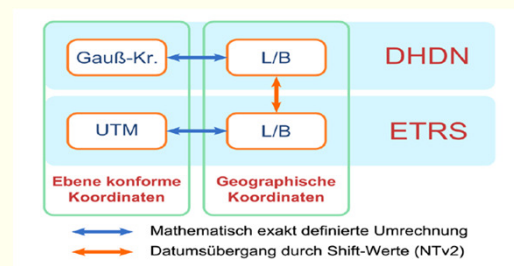 Gauß-Kr.
L/B
DHDN
UTM
L/B
ETRS
Ebene konforme
Koordinaten
Geographische
Koordinaten
Mathematisch exakt definierte Umrechnung
Datumsübergang durch Shift-Werte (NTv2)